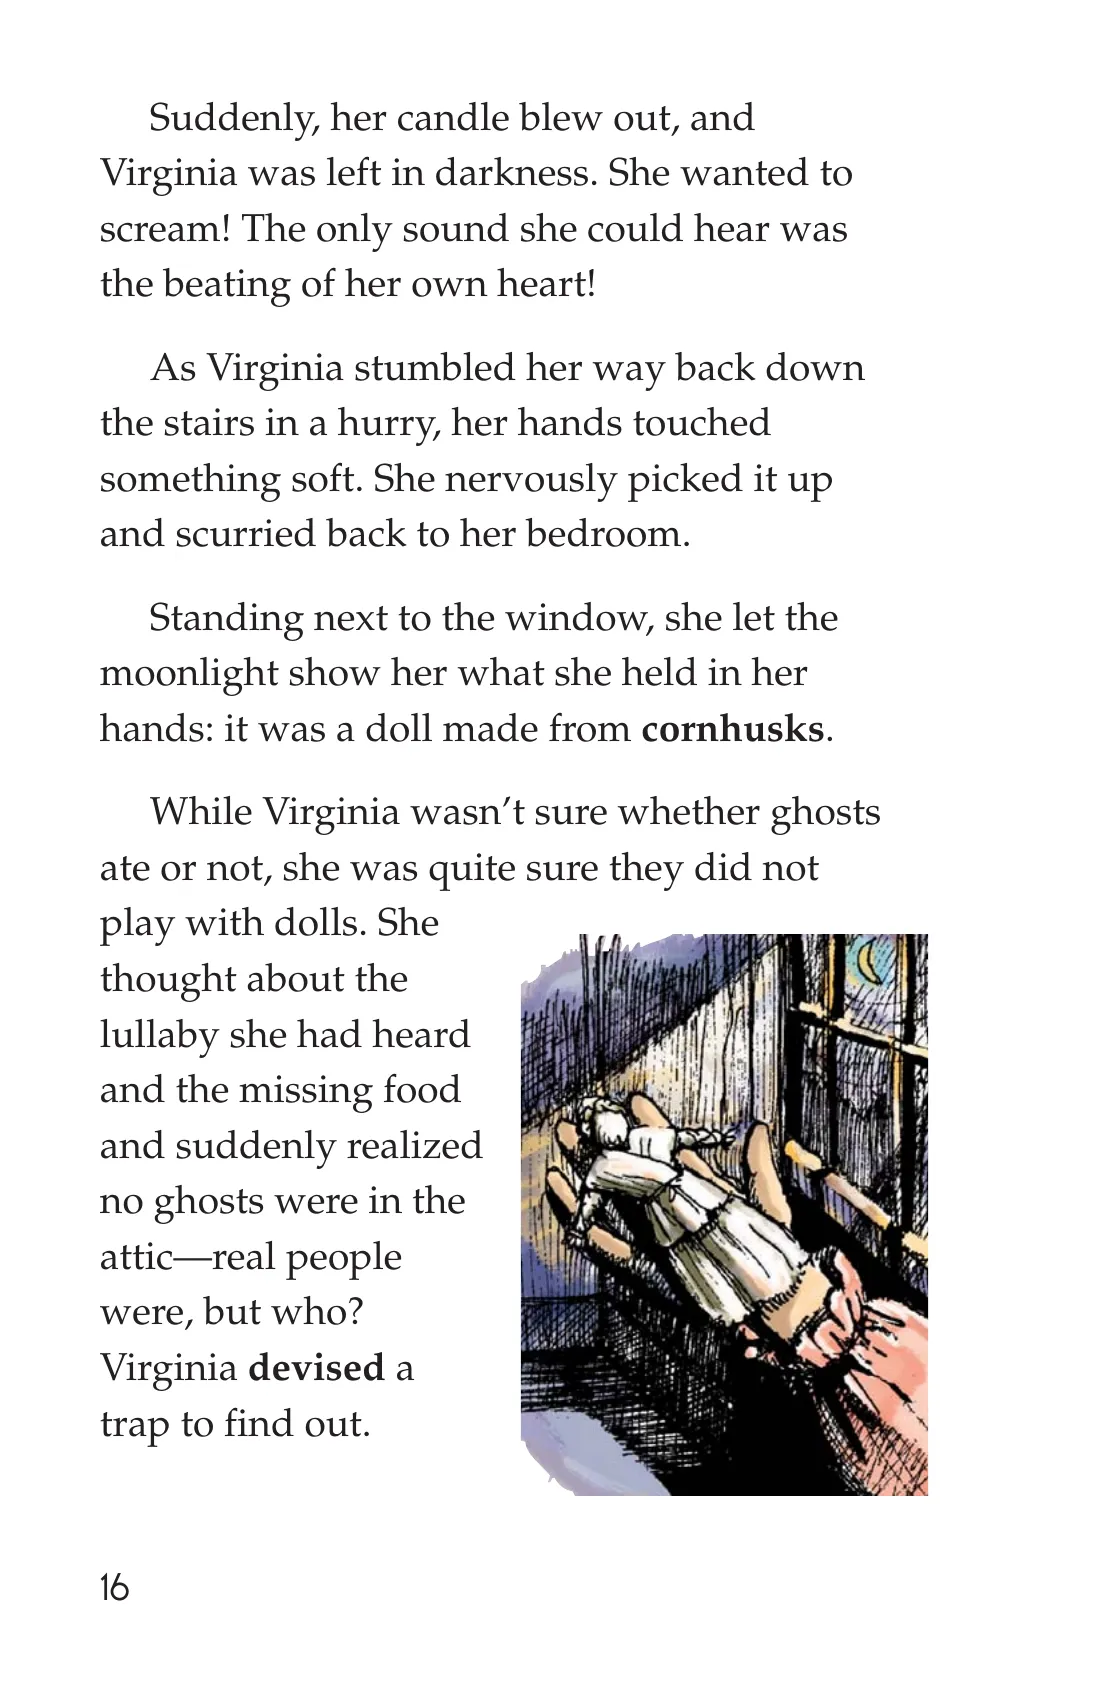 Suddenly, her candle blew out, and
Virginia was left in darkness. She wanted to
scream! The only sound she could hear was
the beating of her own heart!
As Virginia stumbled her way back down
the stairs in a hurry, her hands touched
something soft. She nervously picked it up
and scurried back to her bedroom.
Standing next to the window, she let the
moonlight show her what she held in her
hands: it was a doll made from cornhusks.
While Virginia wasn’t sure whether ghosts
ate or not, she was quite sure they did not
play with dolls. She
thought about the
lullaby she had heard
and the missing food
and suddenly realized
no ghosts were in the
attic—real people
were, but who?
Virginia devised a
trap to find out.
16